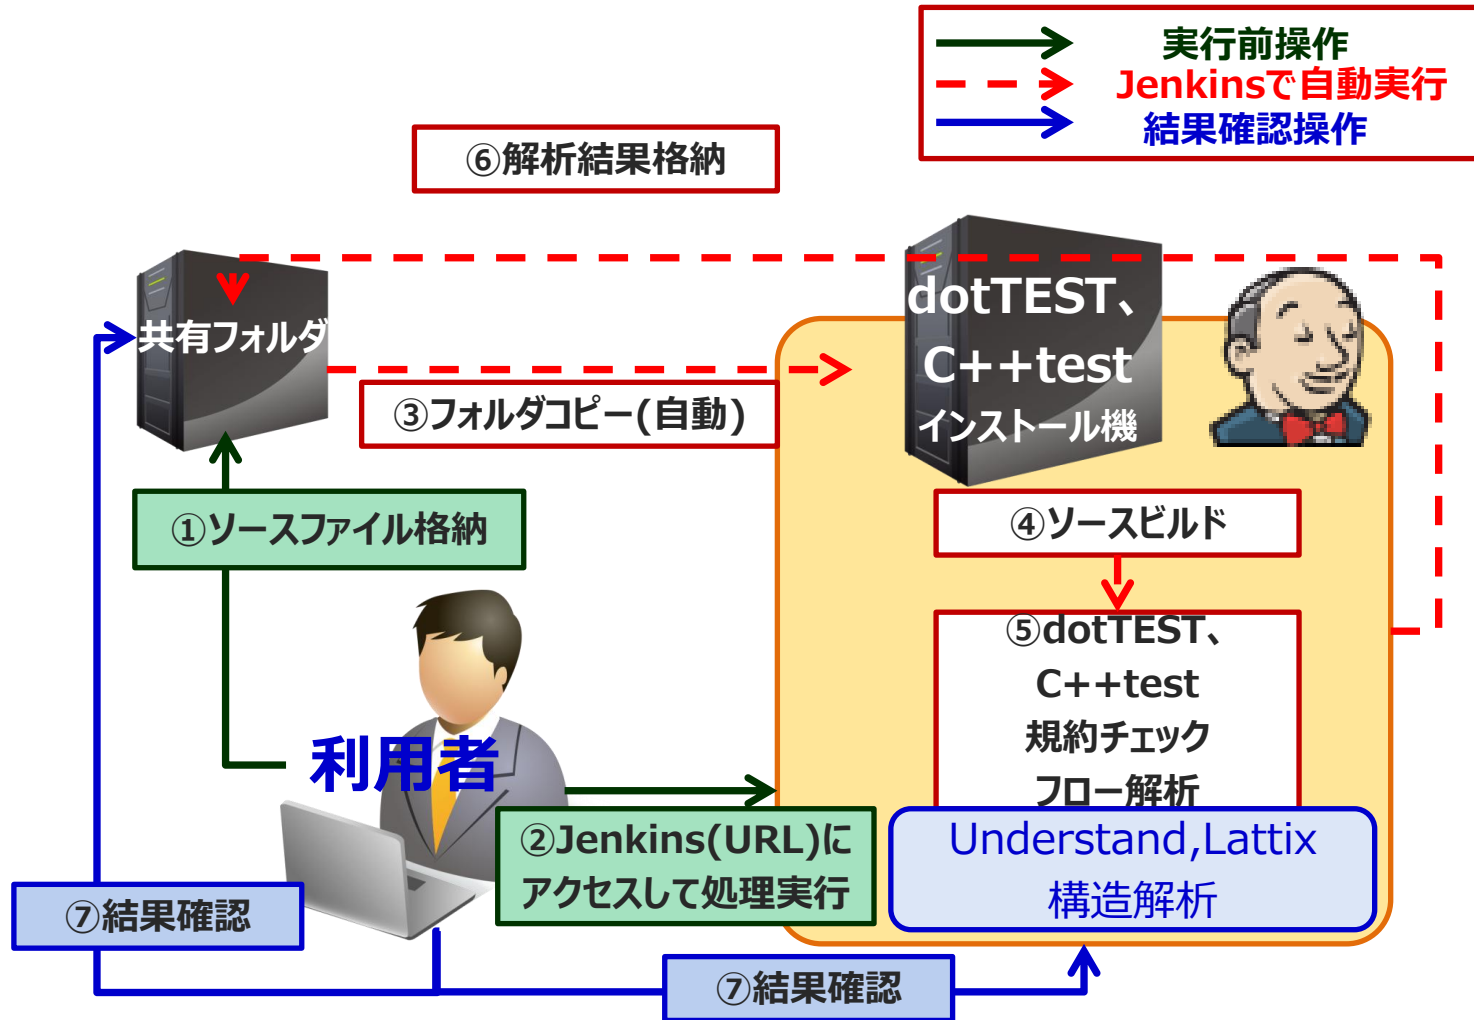 実行前操作
Jenkinsで自動実行
結果確認操作
⑥解析結果格納
共有フォルダ
dotTEST、
C++test
インストール機
③フォルダコピー(自動)
①ソースファイル格納
④ソースビルド
⑤dotTEST、
C++test
規約チェック
フロー解析
利用者
②Jenkins(URL)に
アクセスして処理実行
Understand,Lattix
構造解析
⑦結果確認
⑦結果確認